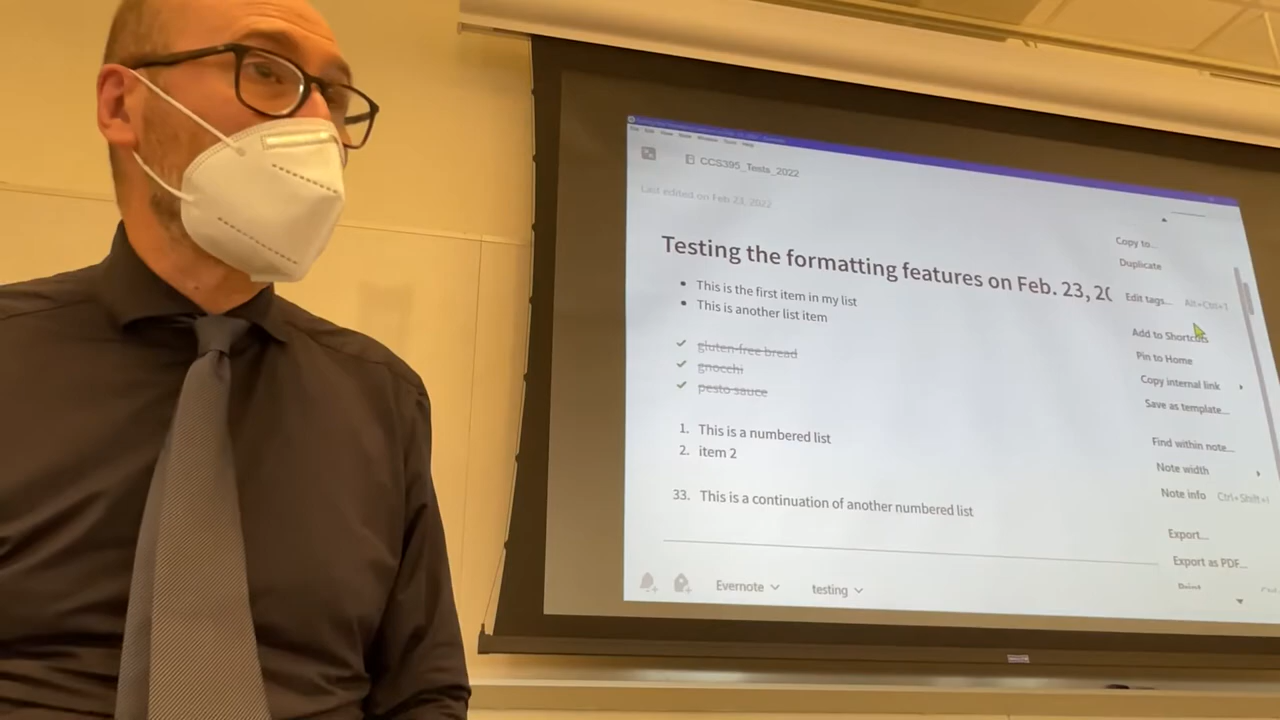 CCS395_Testa_2022
Last edited on Feb 23, 2022
Testing the formatting features on Feb. 23, 20
This is the first item in my list
This is another list item
gluten-free bread
gnocchi
pesto sauce
1. This is a numbered list
2. item 2
33. This is a continuation of another numbered list
Evernote
testing
Copy to...
Duplicate
Edit tags...
Add to Shortcuts
Pin to Home
Copy internal link
Save as template...
Find within note...
Note width
Note info Ctrl+Shift+I
Export...
Export as PDF...
Print